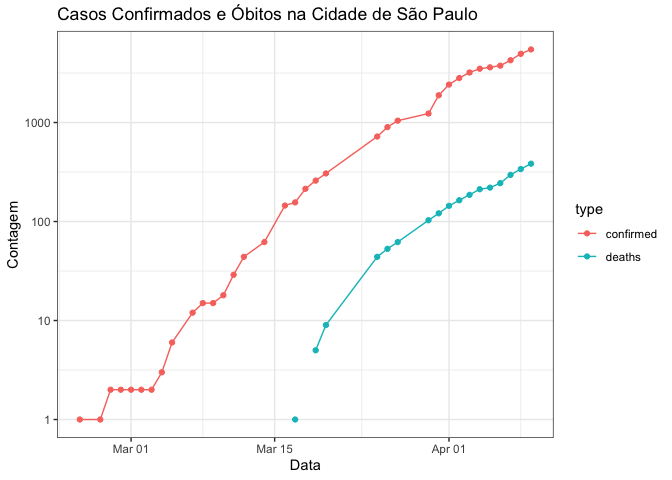 Casos Confirmados e Óbitos na Cidade de São Paulo
Contagem
1000
100
10
1
Mar 01
Mar 15
Apr 01
Data
type
confirmed
deaths